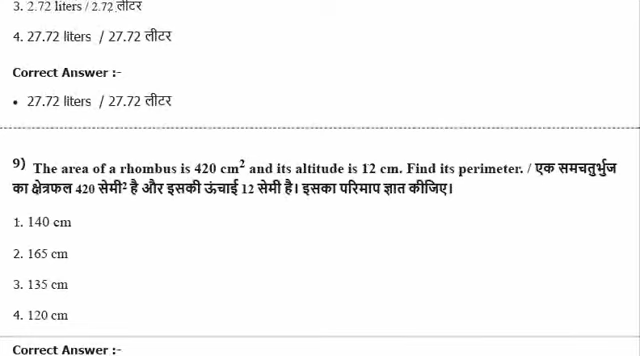 3. 2.72 liters / 2.72 लीटर
4. 27.72 liters / 27.72 लीटर
Correct Answer :-
• 27.72 liters / 27.72 लीटर
9) The area of a rhombus is 420 cm² and its altitude is 12 cm. Find its perimeter. / एक समचतुर्भुज
का क्षेत्रफल 420 सेमी² है और इसकी ऊंचाई 12 सेमी है। इसका परिमाप ज्ञात कीजिए।
1. 140 cm
2. 165 cm
3. 135 cm
4. 120 cm
Correct Answer :-